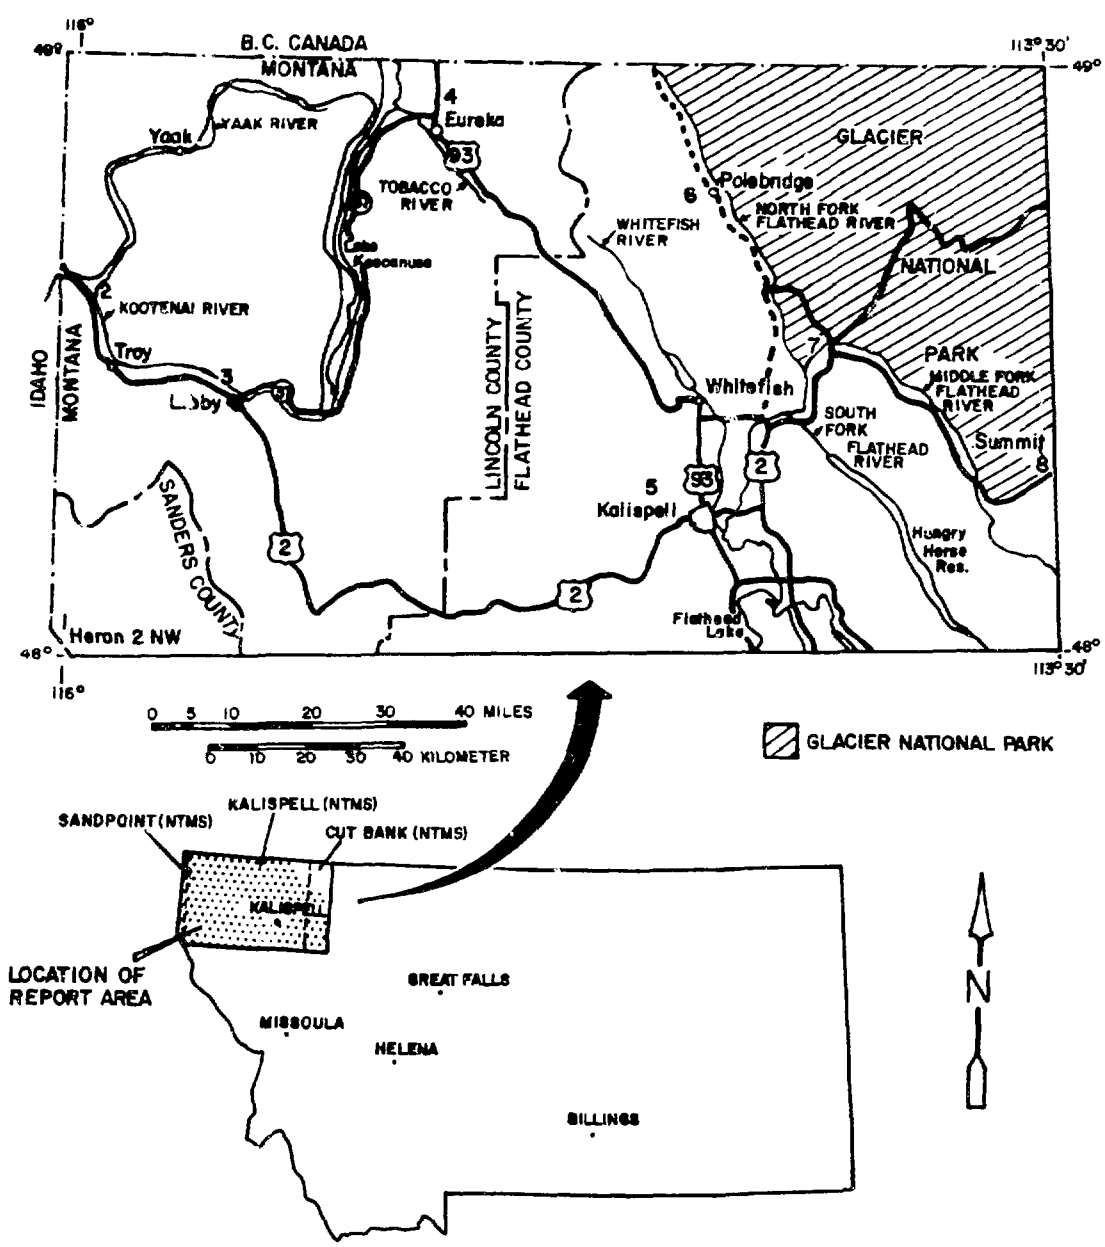 116°
49°
B.C. CANADA
MONTANA
113°30'
49°
4
Eureka
YAAK RIVER
Yaak
93
GLACIER
TOBACCO
RIVER
6
Polebridge
NORTH FORK
FLATHEAD RIVER
WHITEFISH
RIVER
Lake
Koocanusa
NATIONAL
2
KOOTENAI RIVER
IDAHO
MONTANA
Troy
3
Libby
37
LINCOLN COUNTY
FLATHEAD COUNTY
7
PARK
MIDDLE FORK
FLATHEAD
RIVER
Whitefish
SOUTH
FORK
FLATHEAD
RIVER
Summit
8
93
2
5
Kalispell
SANDERS COUNTY
2
Hungry
Horse
Res.
2
Flathead
Lake
Heron 2 NW
48°
116°
48°
113°30'
0 5 10 20 30 40 MILES
0 10 20 30 40 KILOMETER
GLACIER NATIONAL PARK
KALISPELL (NTMS)
SANDPOINT (NTMS)
CUT BANK (NTMS)
KALISPELL
LOCATION OF
REPORT AREA
GREAT FALLS
N
MISSOULA
HELENA
BILLINGS